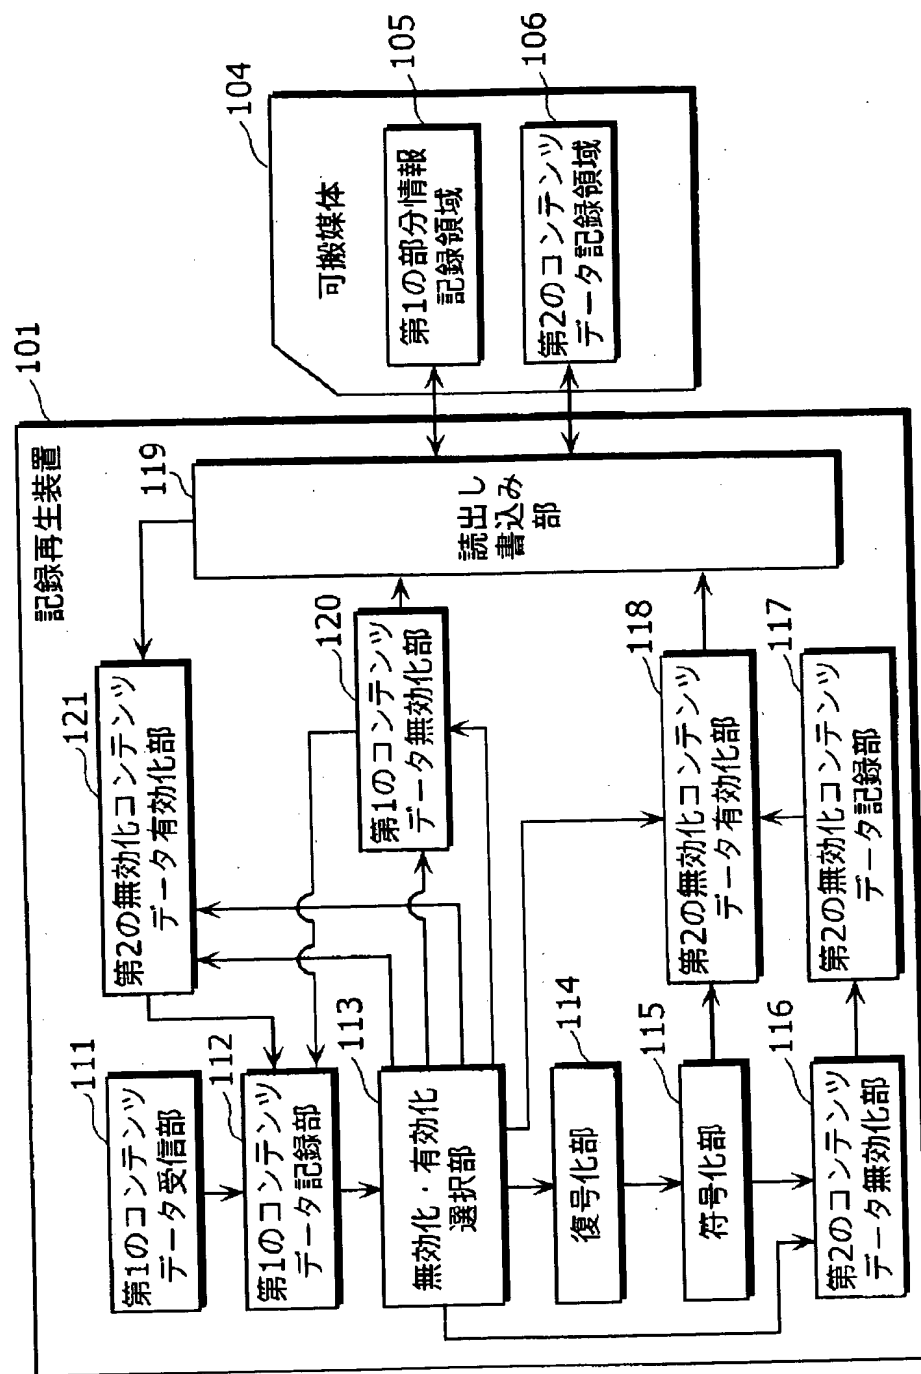 記録再生装置
101
111
第1のコンテンツ
データ受信部
112
第1のコンテンツ
データ記録部
113
無効化・有効化
選択部
114
復号化部
115
符号化部
116
第2のコンテンツ
データ無効化部
117
第2の無効化コンテンツ
データ記録部
118
第2の無効化コンテンツ
データ有効化部
120
第1のコンテンツ
データ無効化部
121
第2の無効化コンテンツ
データ有効化部
119
読出し
書込み
部
104
可搬媒体
105
第1の部分情報
記録領域
106
第2のコンテンツ
データ記録領域